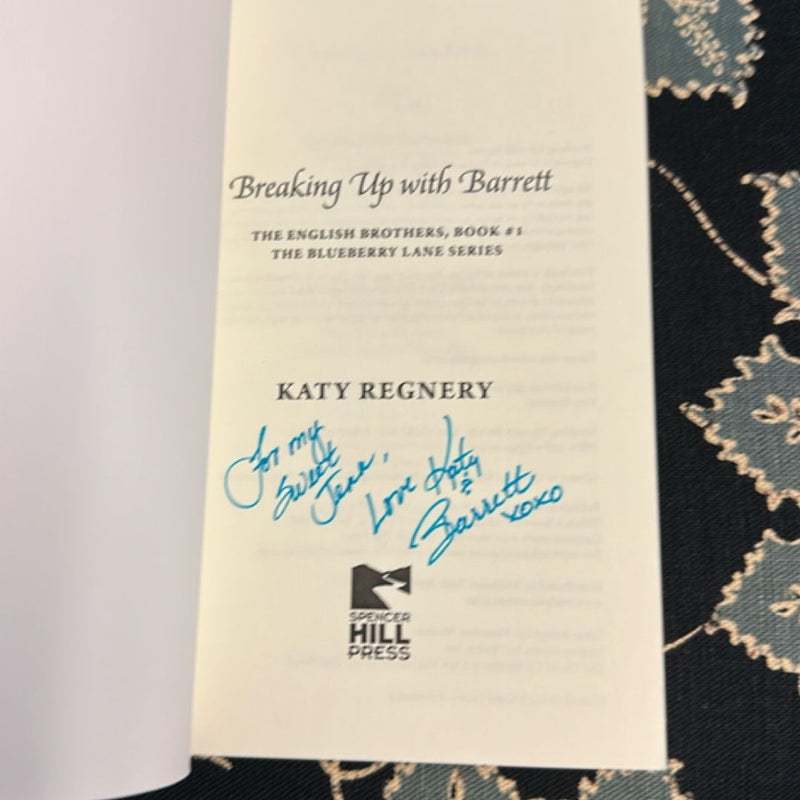 Breaking Up with Barrett
THE ENGLISH BROTHERS, BOOK #1
THE BLUEBERRY LANE SERIES
KATY REGNERY
For my
sweet
Jena,
Love Katy
&
Barrett
xoxo
SPENCER
HILL
PRESS